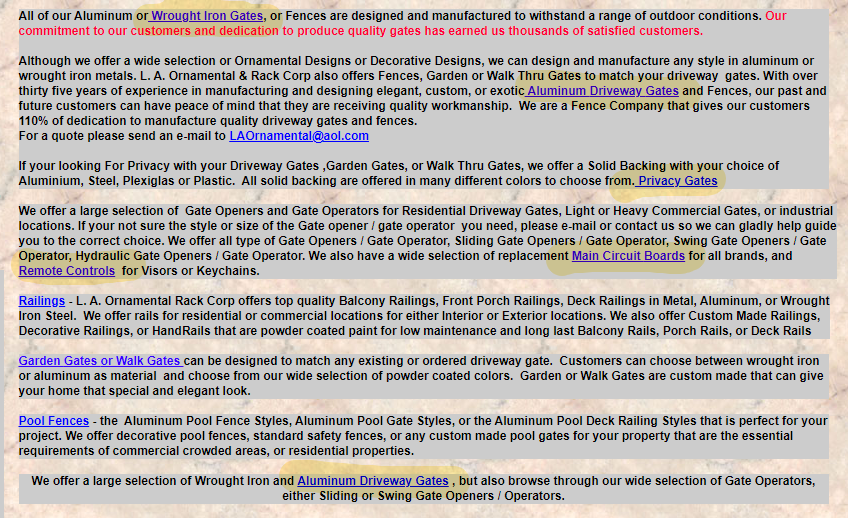 All of our Aluminum or Wrought Iron Gates, or Fences are designed and manufactured to withstand a range of outdoor conditions. Our
commitment to our customers and dedication to produce quality gates has earned us thousands of satisfied customers.
Although we offer a wide selection or Ornamental Designs or Decorative Designs, we can design and manufacture any style in aluminum or
wrought iron metals. L. A. Ornamental & Rack Corp also offers Fences, Garden or Walk Thru Gates to match your driveway gates. With over
thirty five years of experience in manufacturing and designing elegant, custom, or exotic Aluminum Driveway Gates and Fences, our past and
future customers can have peace of mind that they are receiving quality workmanship. We are a Fence Company that gives our customers
110% of dedication to manufacture quality driveway gates and fences.
For a quote please send an e-mail to LAOrnamental@aol.com
If your looking For Privacy with your Driveway Gates ,Garden Gates, or Walk Thru Gates, we offer a Solid Backing with your choice of
Aluminium, Steel, Plexiglas or Plastic. All solid backing are offered in many different colors to choose from. Privacy Gates
We offer a large selection of Gate Openers and Gate Operators for Residential Driveway Gates, Light or Heavy Commercial Gates, or industrial
locations. If your not sure the style or size of the Gate opener / gate operator you need, please e-mail or contact us so we can gladly help guide
you to the correct choice. We offer all type of Gate Openers / Gate Operator, Sliding Gate Openers / Gate Operator, Swing Gate Openers / Gate
Operator, Hydraulic Gate Openers / Gate Operator. We also have a wide selection of replacement Main Circuit Boards for all brands, and
Remote Controls for Visors or Keychains.
Railings - L. A. Ornamental Rack Corp offers top quality Balcony Railings, Front Porch Railings, Deck Railings in Metal, Aluminum, or Wrought
Iron Steel. We offer rails for residential or commercial locations for either Interior or Exterior locations. We also offer Custom Made Railings,
Decorative Railings, or HandRails that are powder coated paint for low maintenance and long last Balcony Rails, Porch Rails, or Deck Rails
Garden Gates or Walk Gates can be designed to match any existing or ordered driveway gate. Customers can choose between wrought iron
or aluminum as material and choose from our wide selection of powder coated colors. Garden or Walk Gates are custom made that can give
your home that special and elegant look.
Pool Fences - the Aluminum Pool Fence Styles, Aluminum Pool Gate Styles, or the Aluminum Pool Deck Railing Styles that is perfect for your
project. We offer decorative pool fences, standard safety fences, or any custom made pool gates for your property that are the essential
requirements of commercial crowded areas, or residential properties.
We offer a large selection of Wrought Iron and Aluminum Driveway Gates , but also browse through our wide selection of Gate Operators,
either Sliding or Swing Gate Openers / Operators.